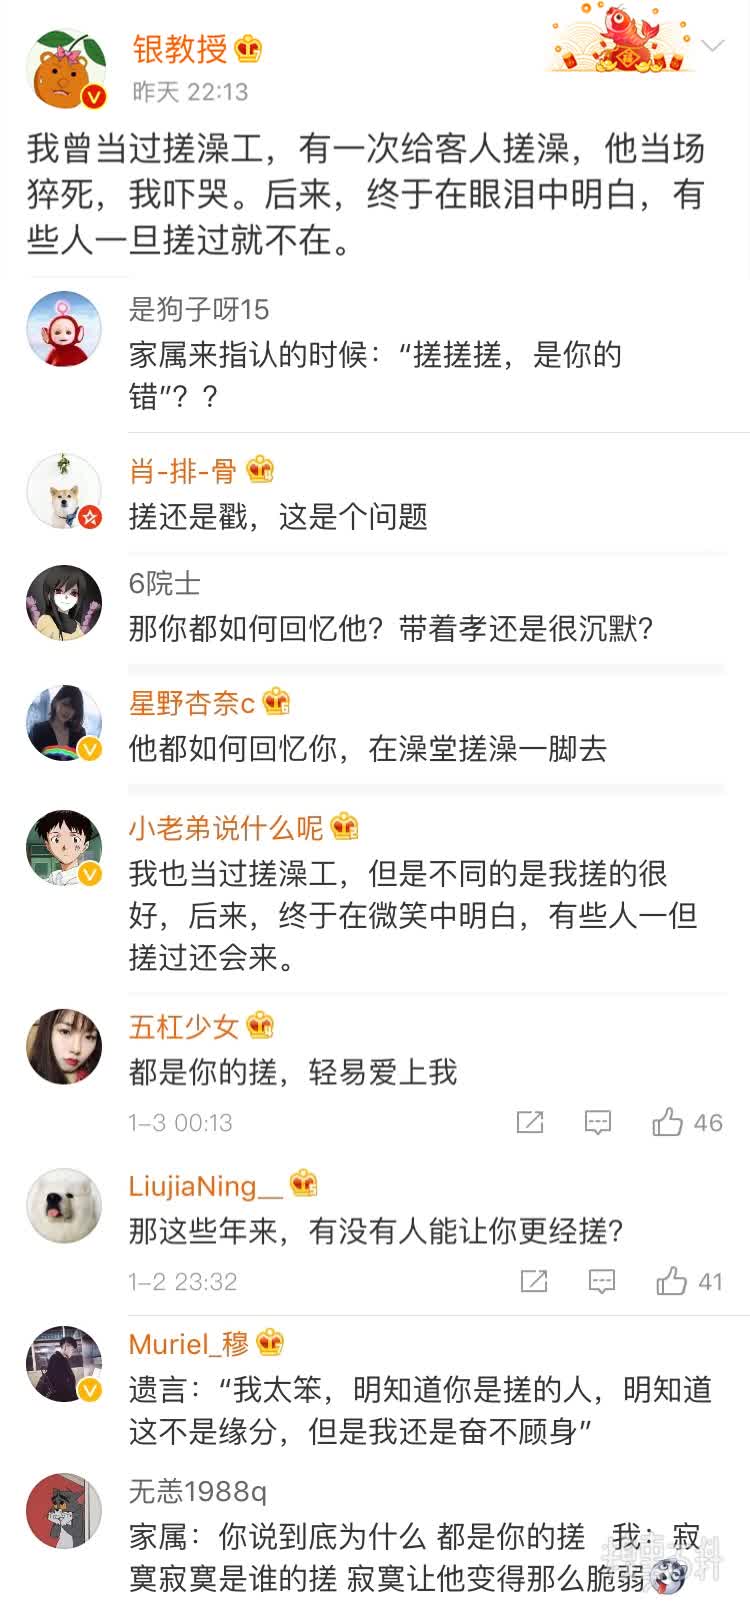 银教授
昨天 22:13
我曾当过搓澡工，有一次给客人搓澡，他当场
猝死，我吓哭。后来，终于在眼泪中明白，有
些人一旦搓过就不在。
是狗子呀15
家属来指认的时候：“搓搓搓，是你的
错”？？
肖-排-骨
搓还是戳，这是个问题
6院士
那你都如何回忆他？带着孝还是很沉默？
星野杏奈c
他都如何回忆你，在澡堂搓澡一脚去
小老弟说什么呢
我也当过搓澡工，但是不同的是我搓的很
好，后来，终于在微笑中明白，有些人一但
搓过还会来。
五杠少女
都是你的搓，轻易爱上我
1-3 00:13
46
LiujiaNing__
那这些年来，有没有人能让你更经搓？
1-2 23:32
41
Muriel_穆
遗言：“我太笨，明知道你是搓的人，明知道
这不是缘分，但是我还是奋不顾身”
无恙1988q
家属：你说到底为什么 都是你的搓   我：寂
寞寂寞是谁的搓 寂寞让他变得那么脆弱